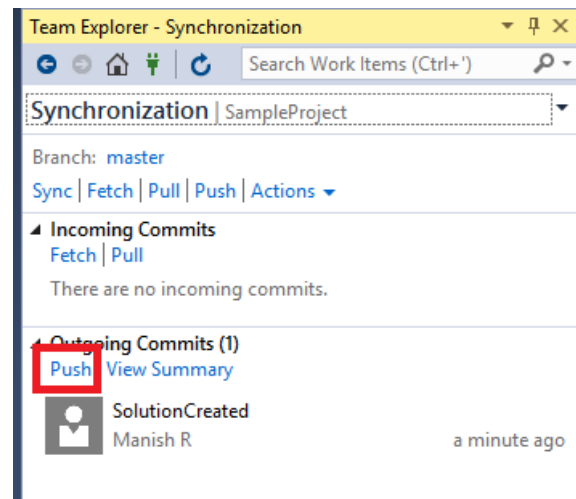 Team Explorer - Synchronization
Search Work Items (Ctrl+')
Synchronization | SampleProject
Branch: master
Sync | Fetch | Pull | Push | Actions
Incoming Commits
Fetch | Pull
There are no incoming commits.
Outgoing Commits (1)
Push View Summary
SolutionCreated
Manish R a minute ago